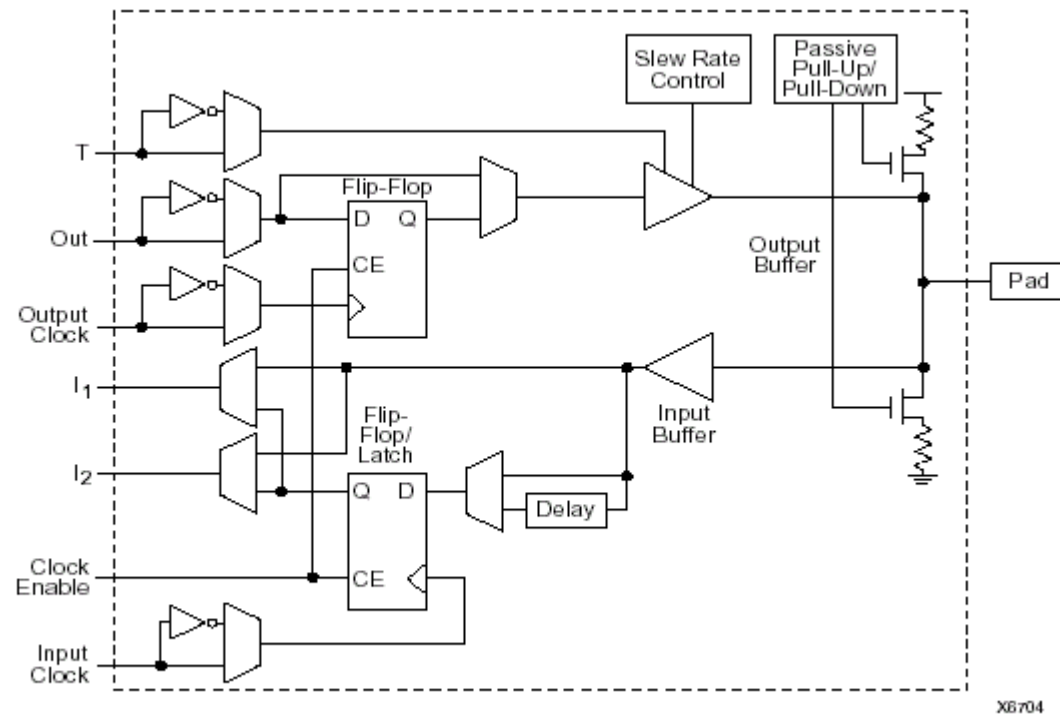 Slew Rate
Control
Passive
Pull-Up/
Pull-Down
T
Flip-Flop
D Q
Out
CE
Output
Buffer
Pad
Output
Clock
I1
Flip-
Flop/
Latch
Input
Buffer
I2
Q D
Delay
Clock
Enable
CE
Input
Clock
X6704